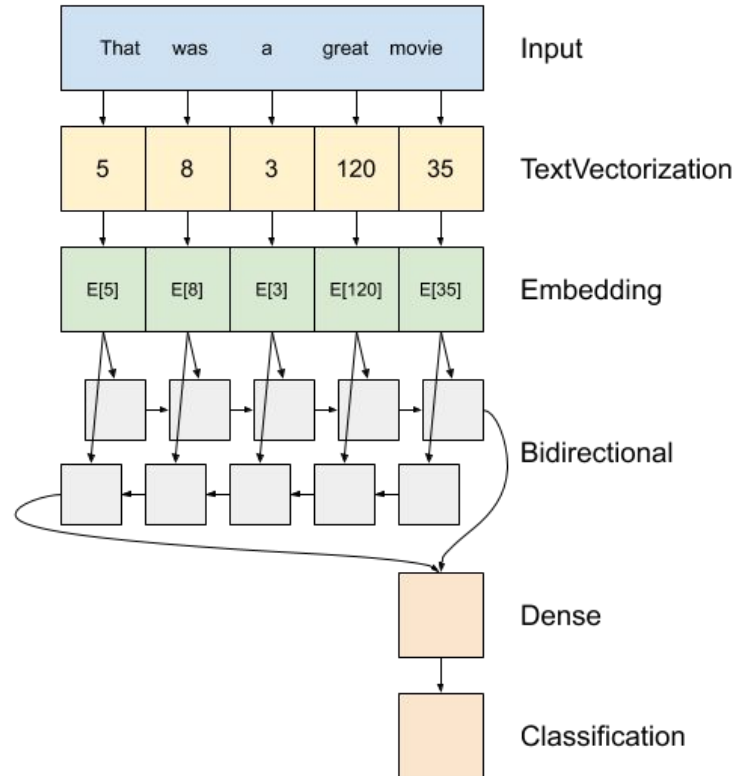 That was a great movie Input
5 8 3 120 35 TextVectorization
E[5] E[8] E[3] E[120] E[35] Embedding
Bidirectional
Dense
Classification